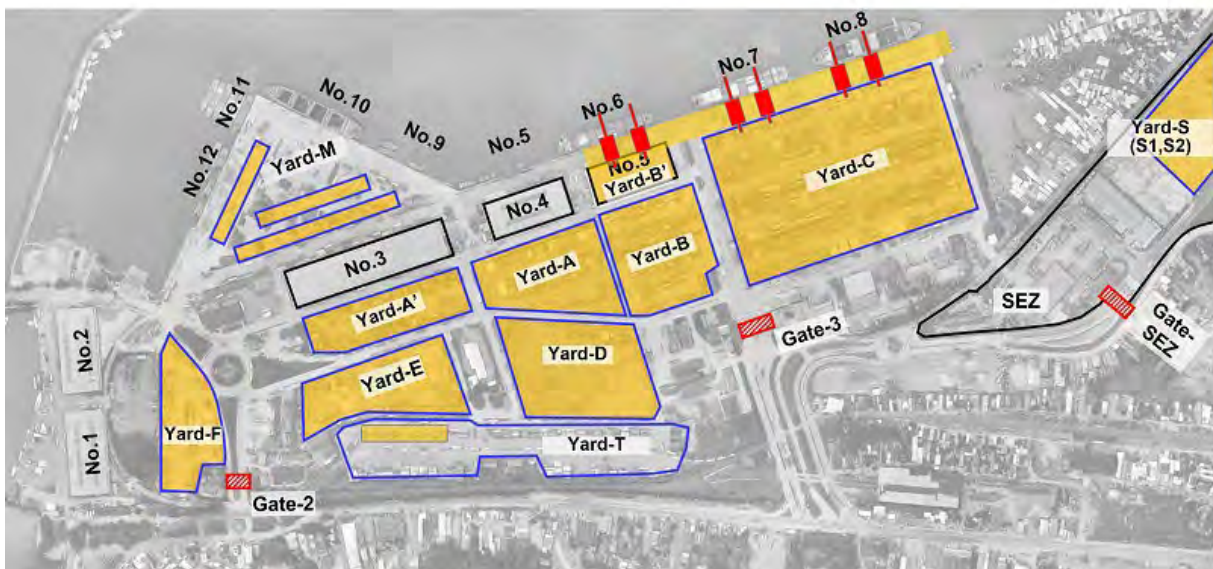 No.8
No.7
No.11
No.10
No.6
No.9
No.5
No.12
Yard-M
No.5
Yard-B'
Yard-C
Yard-S
(S1,S2)
No.4
No.3
Yard-A
Yard-B
Yard-A'
SEZ
Gate-3
Gate-
SEZ
No.2
Yard-E
Yard-D
No.1
Yard-F
Yard-T
Gate-2